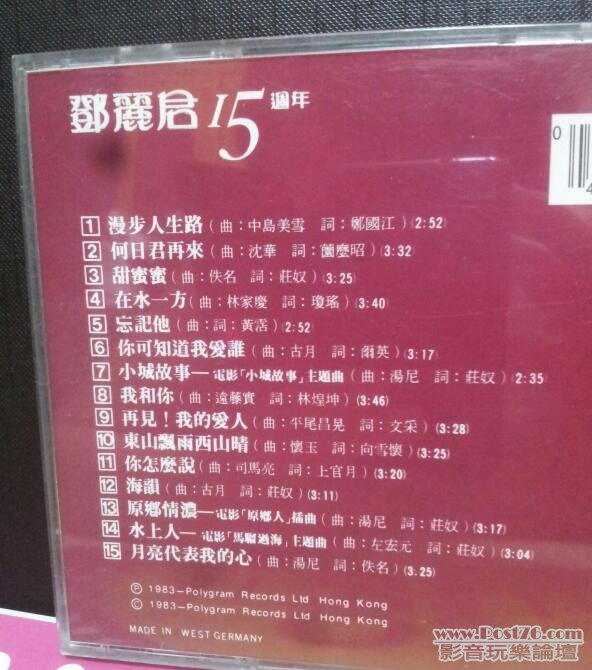 鄧麗君15週年
0
4
1 漫步人生路(曲:中島美雪 詞:鄭國江)(2:52)
2 何日君再來(曲:沈華 詞:薗麼昭)(3:32)
3 甜蜜蜜(曲:佚名 詞:莊奴)(3:25)
4 在水一方(曲:林家慶 詞:瓊瑤)(3:40)
5 忘記他(曲:詞:黃霑)(2:52)
6 你可知道我愛誰(曲:古月 詞:爾英)(3:17)
7 小城故事—電影「小城故事」主題曲(曲:湯尼 詞:莊奴)(2:35)
8 我和你(曲:遠藤實 詞:林煌坤)(3:46)
9 再見!我的愛人(曲:平尾昌晃 詞:文采)(3:28)
10 東山飄雨西山晴(曲:懷玉 詞:向雪懷)(3:25)
11 你怎麼說(曲:司馬亮 詞:上官月)(3:20)
12 海韻(曲:古月 詞:莊奴)(3:11)
13 原鄉情濃—電影「原鄉人」插曲(曲:湯尼 詞:莊奴)(3:17)
14 水上人—電影「馬騮過海」主題曲(曲:左宏元 詞:莊奴)(3:04)
15 月亮代表我的心(曲:湯尼 詞:佚名)(3.25)
Ⓟ 1983—Polygram Records Ltd Hong Kong
© 1983—Polygram Records Ltd Hong Kong
MADE IN WEST GERMANY
www.Post76.com
影音玩樂論壇